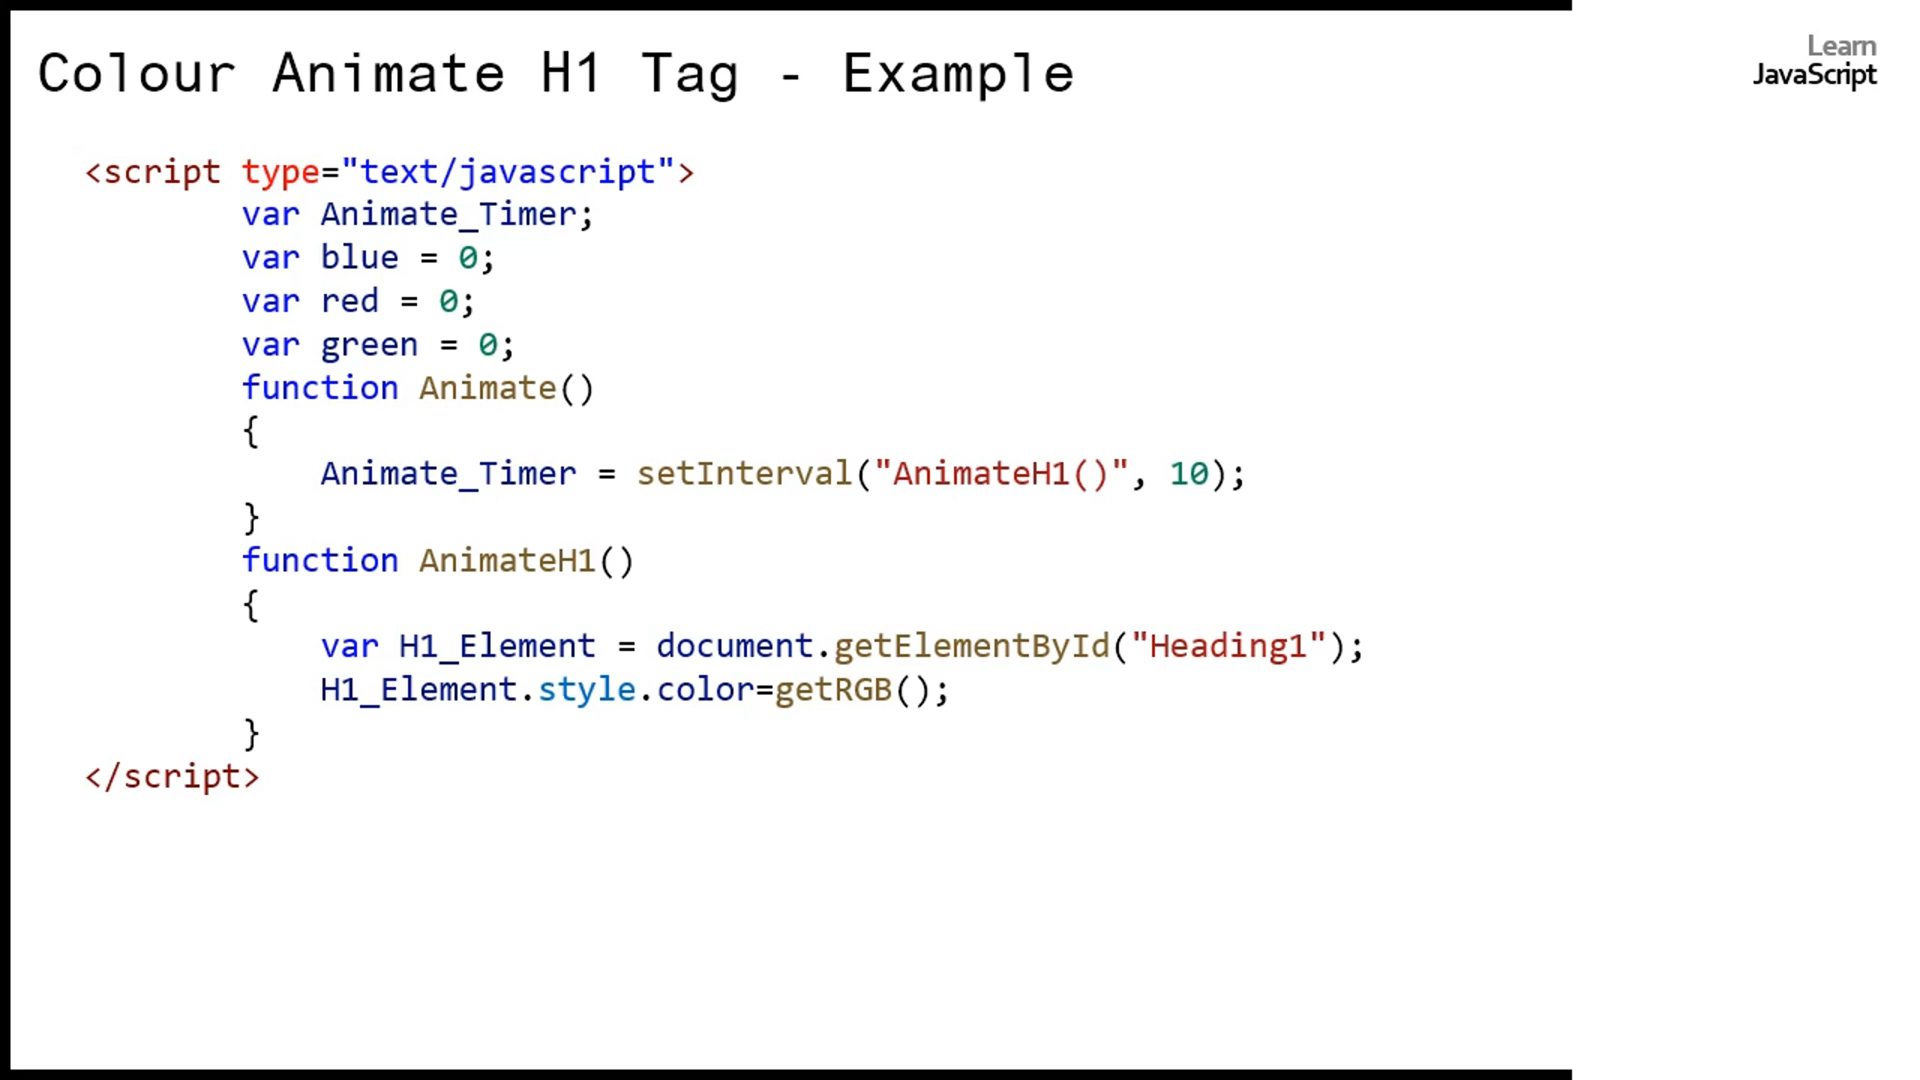 Colour Animate H1 Tag - Example
Learn
JavaScript
<script type="text/javascript">
var Animate_Timer;
var blue = 0;
var red = 0;
var green = 0;
function Animate()
{
Animate_Timer = setInterval("AnimateH1()", 10);
}
function AnimateH1()
{
var H1_Element = document.getElementById("Heading1");
H1_Element.style.color=getRGB();
}
</script>